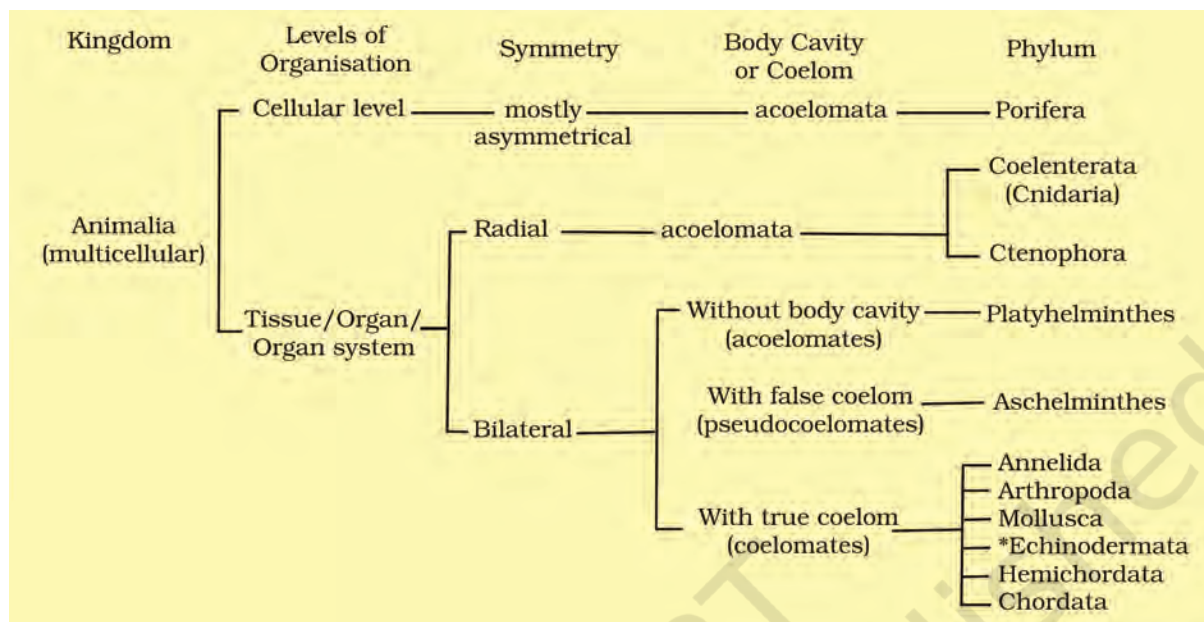 Kingdom
Levels of
Organisation
Symmetry
Body Cavity
or Coelom
Phylum
Cellular level
mostly
asymmetrical
acoelomata
Porifera
Animalia
(multicellular)
Radial
acoelomata
Coelenterata
(Cnidaria)
Ctenophora
Tissue/Organ/
Organ system
Without body cavity
(acoelomates)
Platyhelminthes
With false coelom
(pseudocoelomates)
Aschelminthes
Bilateral
With true coelom
(coelomates)
Annelida
Arthropoda
Mollusca
*Echinodermata
Hemichordata
Chordata